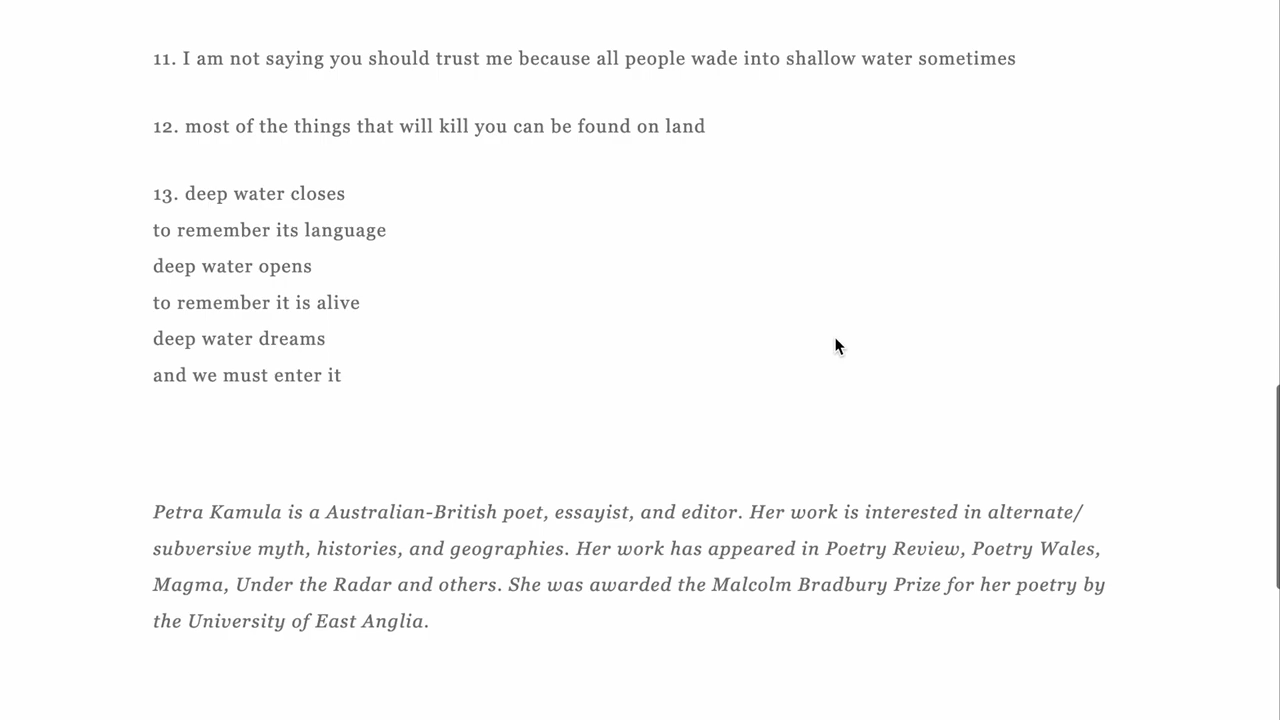 11. I am not saying you should trust me because all people wade into shallow water sometimes
12. most of the things that will kill you can be found on land
13. deep water closes
to remember its language
deep water opens
to remember it is alive
deep water dreams
and we must enter it
Petra Kamula is a Australian-British poet, essayist, and editor. Her work is interested in alternate/
subversive myth, histories, and geographies. Her work has appeared in Poetry Review, Poetry Wales,
Magma, Under the Radar and others. She was awarded the Malcolm Bradbury Prize for her poetry by
the University of East Anglia.